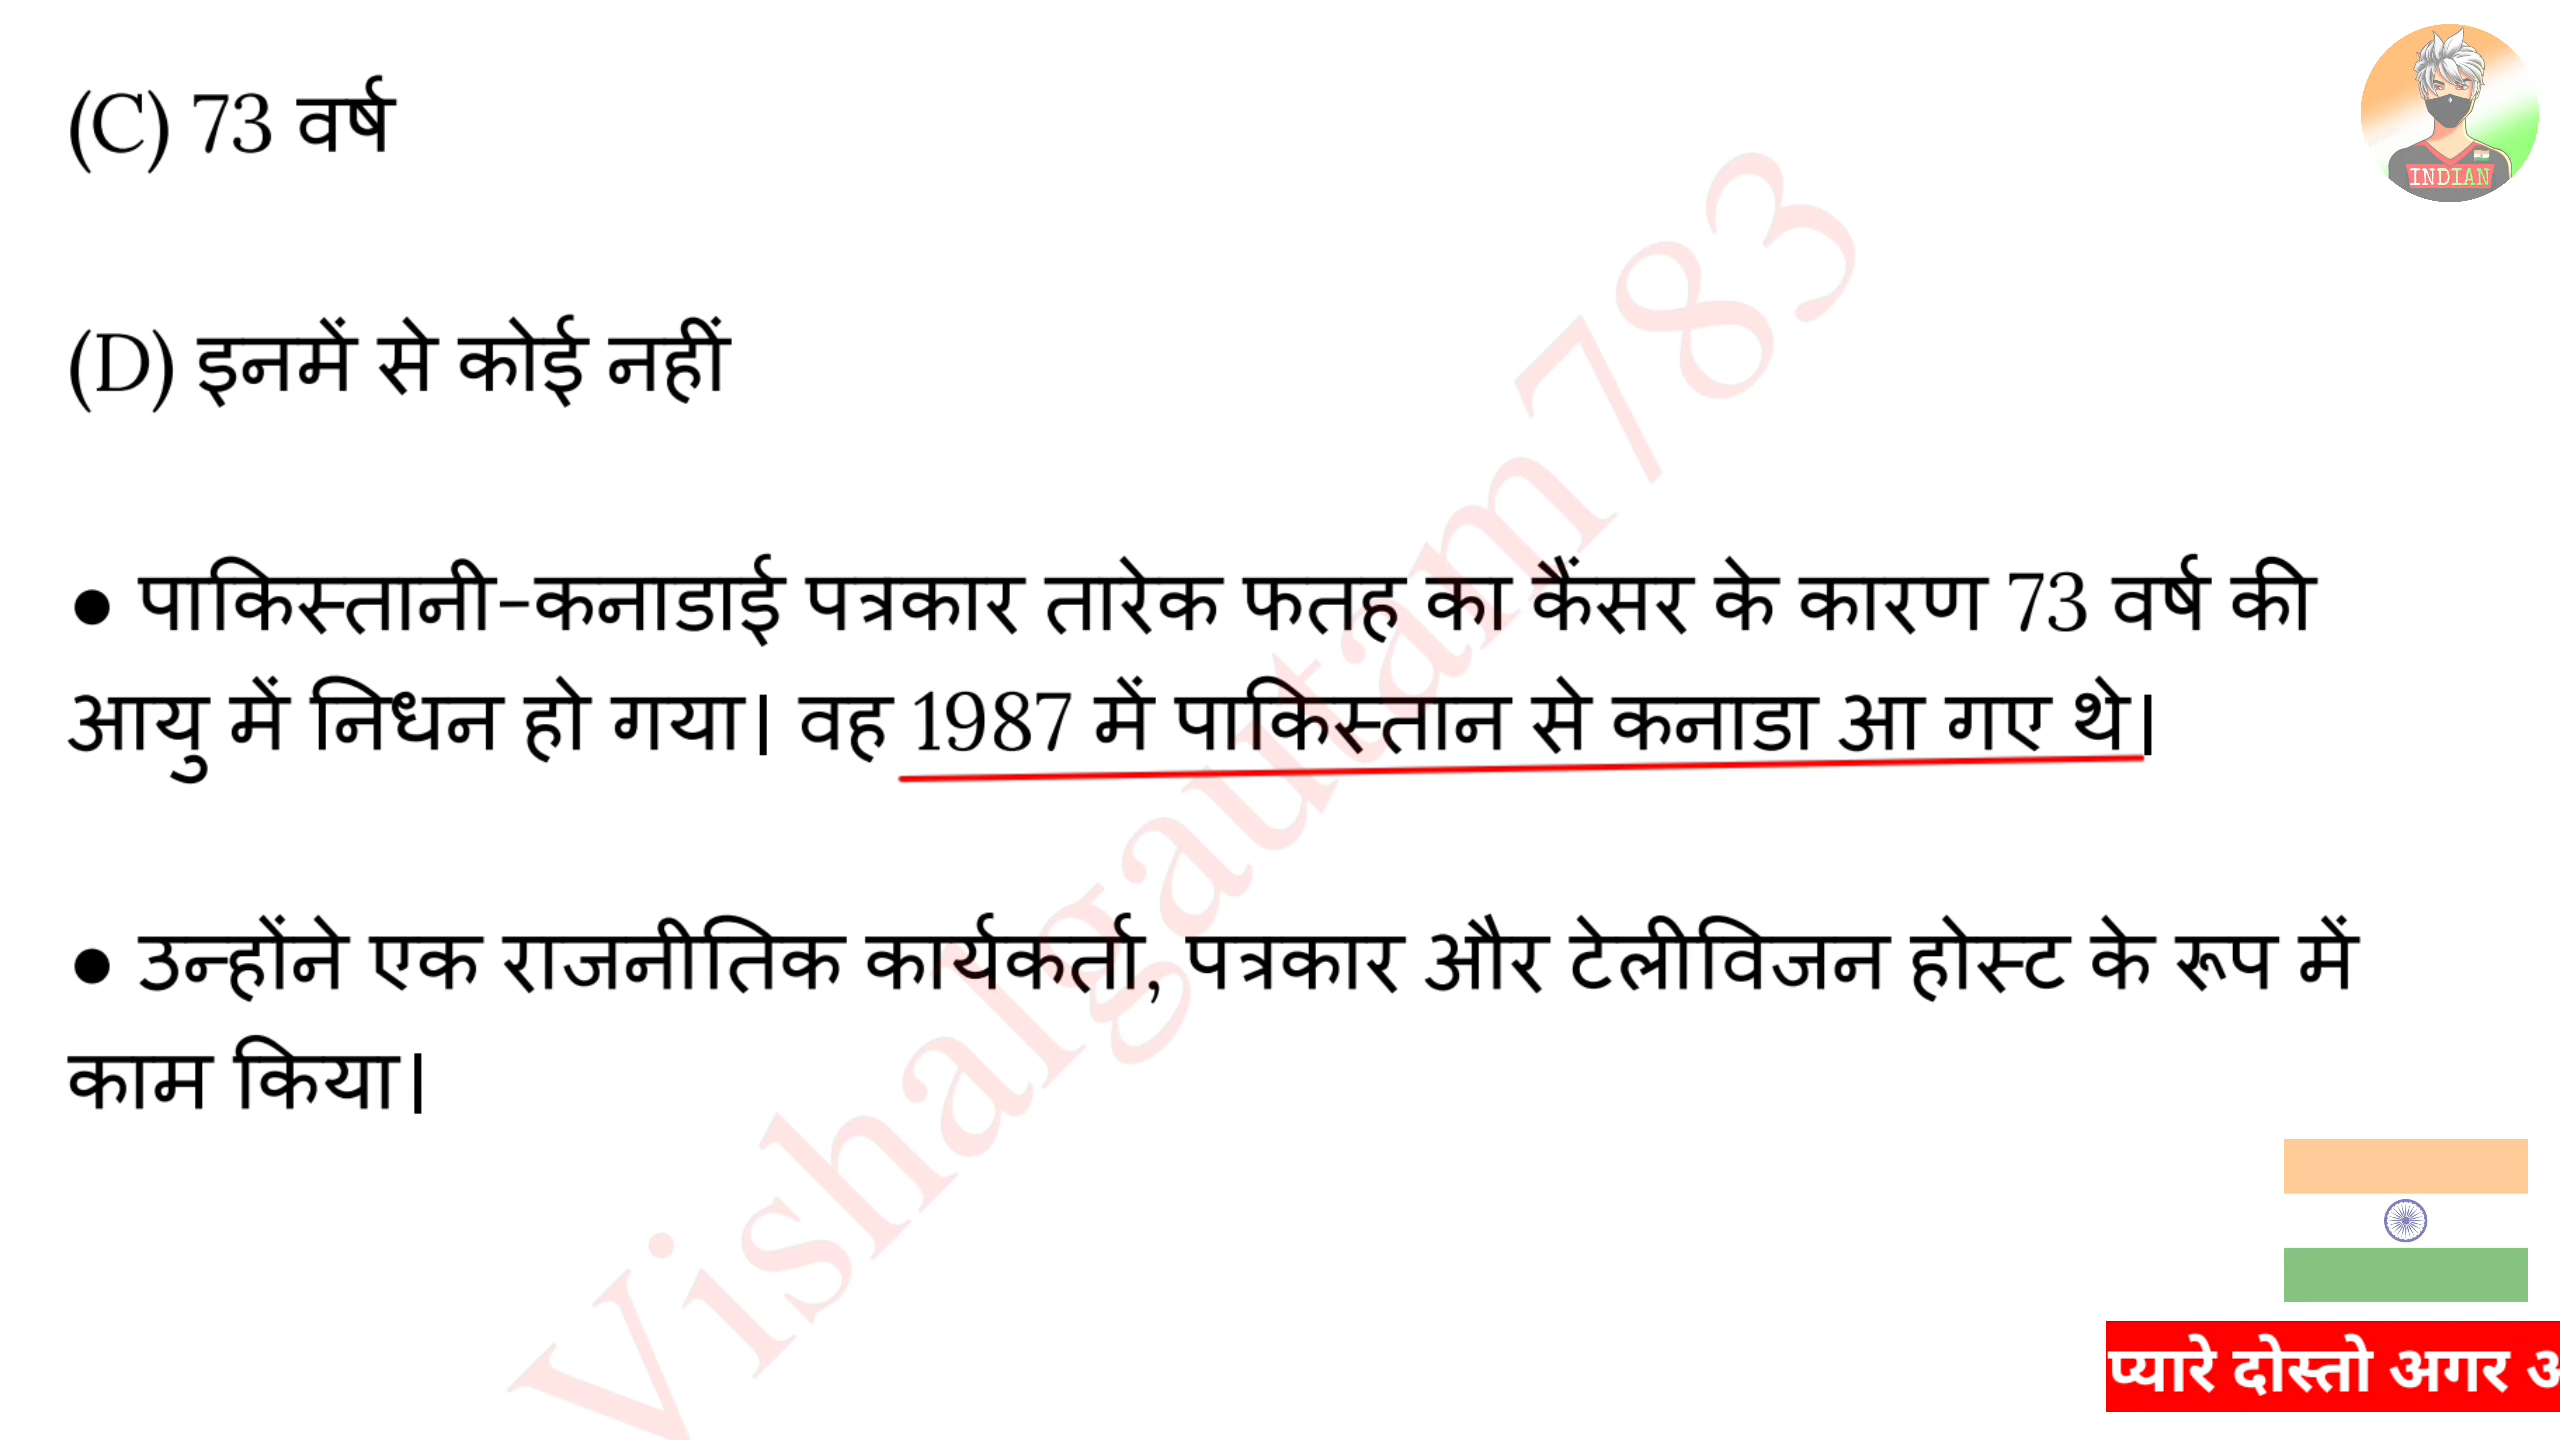 (C) 73 वर्ष
INDIAN
(D) इनमें से कोई नहीं
● पाकिस्तानी-कनाडाई पत्रकार तारेक फतह का कैंसर के कारण 73 वर्ष की
आयु में निधन हो गया। वह 1987 में पाकिस्तान से कनाडा आ गए थे।
● उन्होंने एक राजनीतिक कार्यकर्ता, पत्रकार और टेलीविजन होस्ट के रूप में
काम किया।
Vishalgautam783
प्यारे दोस्तो अगर